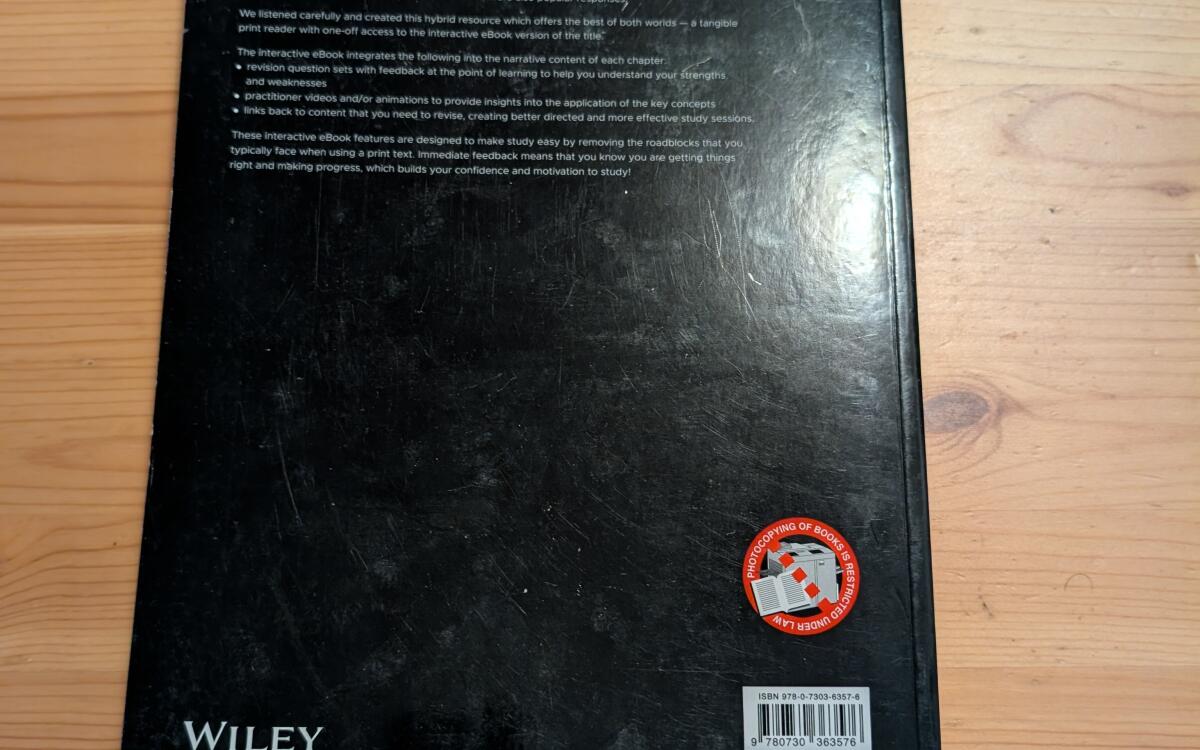 popular responses,
We listened carefully and created this hybrid resource which offers the best of both worlds — a tangible
print reader with one-off access to the interactive eBook version of the title.
The interactive eBook integrates the following into the narrative content of each chapter:
• revision question sets with feedback at the point of learning to help you understand your strengths
and weaknesses
• practitioner videos and/or animations to provide insights into the application of the key concepts
• links back to content that you need to revise, creating better directed and more effective study sessions.
These interactive eBook features are designed to make study easy by removing the roadblocks that you
typically face when using a print text. Immediate feedback means that you know you are getting things
right and making progress, which builds your confidence and motivation to study!
PHOTOCOPYING OF BOOKS IS RESTRICTED UNDER LAW
ISBN 978-0-7303-6357-6
9 780730 363576
WILEY